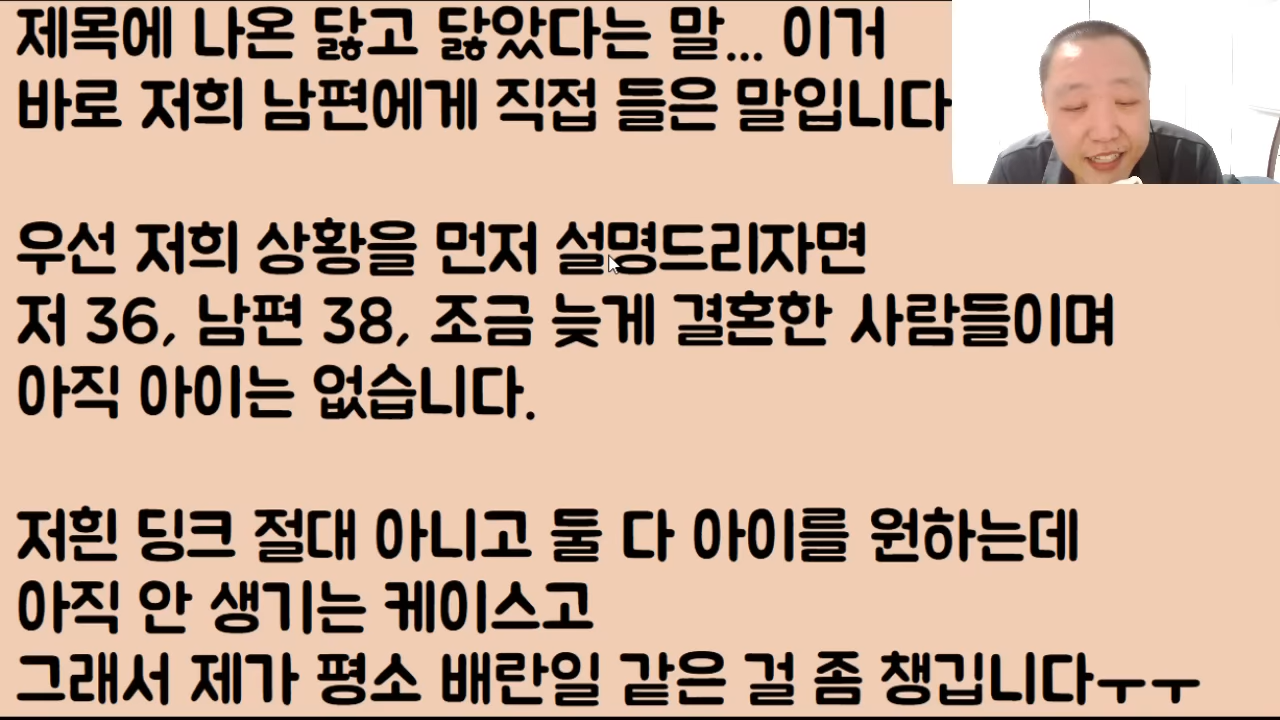 제목에 나온 닳고 닳았다는 말... 이거
바로 저희 남편에게 직접 들은 말입니다
우선 저희 상황을 먼저 설명드리자면
저 36, 남편 38, 조금 늦게 결혼한 사람들이며
아직 아이는 없습니다.
저흰 딩크 절대 아니고 둘 다 아이를 원하는데
아직 안 생기는 케이스고
그래서 제가 평소 배란일 같은 걸 좀 챙깁니다ㅜㅜ